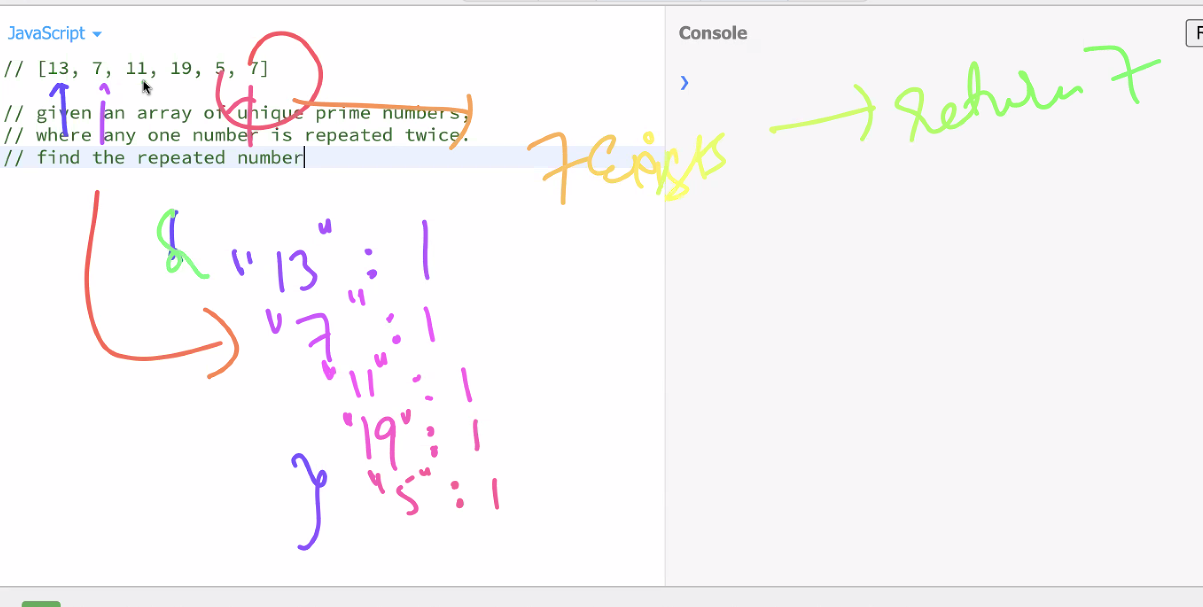 JavaScript
Console
// [13, 7, 11, 19, 5, 7]
// given an array of unique prime numbers,
// where any one number is repeated twice.
// find the repeated number
7 Exists
Return 7
{
"13" : 1
"7" : 1
"11" : 1
"19" : 1
"5" : 1
}